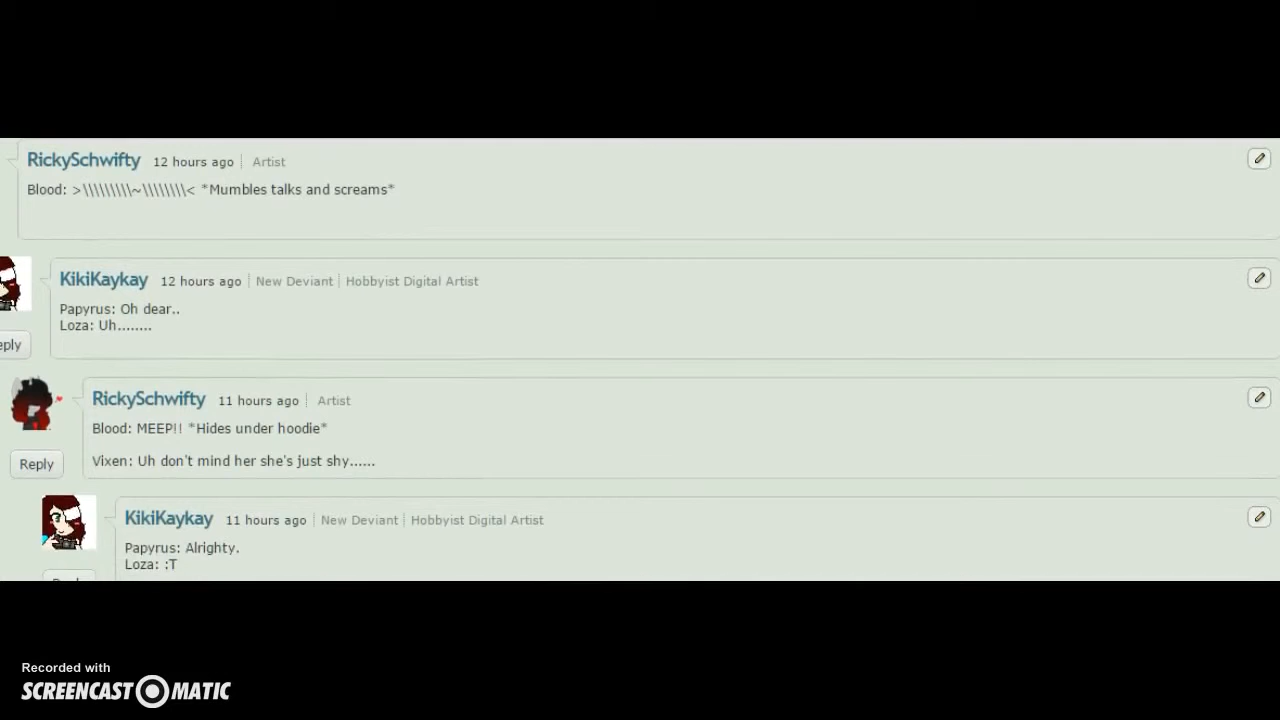 RickySchwifty 12 hours ago Artist
Blood: >\\\\\\\\\~\\\\\\\\< *Mumbles talks and screams*
KikiKaykay 12 hours ago New Deviant Hobbyist Digital Artist
Papyrus: Oh dear..
Loza: Uh........
eply
RickySchwifty 11 hours ago Artist
Blood: MEEP!! *Hides under hoodie*
Vixen: Uh don't mind her she's just shy......
Reply
KikiKaykay 11 hours ago New Deviant Hobbyist Digital Artist
Papyrus: Alrighty.
Loza: :T
Recorded with
SCREENCAST MATIC